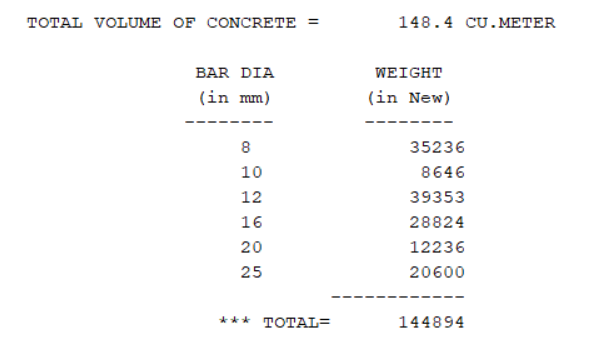 TOTAL VOLUME OF CONCRETE = 148.4 CU.METER
BAR DIA WEIGHT
(in mm) (in New)
-------- --------
8 35236
10 8646
12 39353
16 28824
20 12236
25 20600
------------
*** TOTAL= 144894